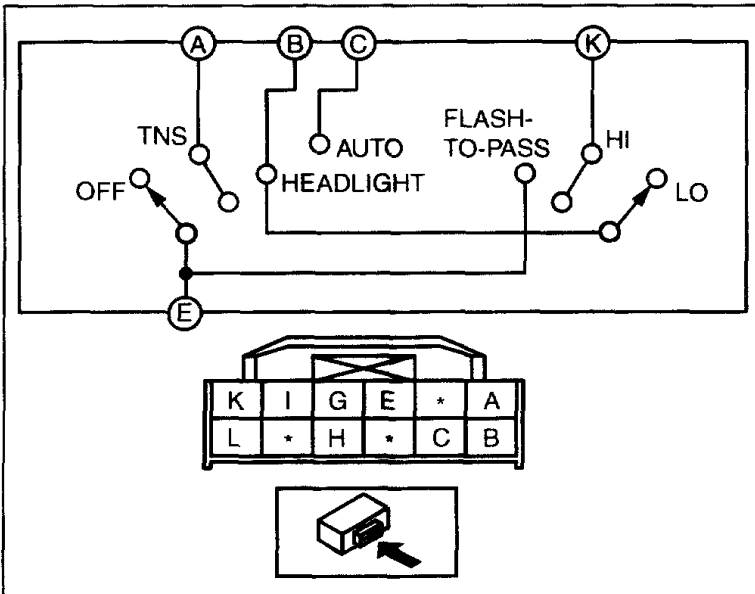 A B C K
FLASH-
TO-PASS
TNS
AUTO
HI
OFF
HEADLIGHT
LO
E
K I G E * A
L * H * C B